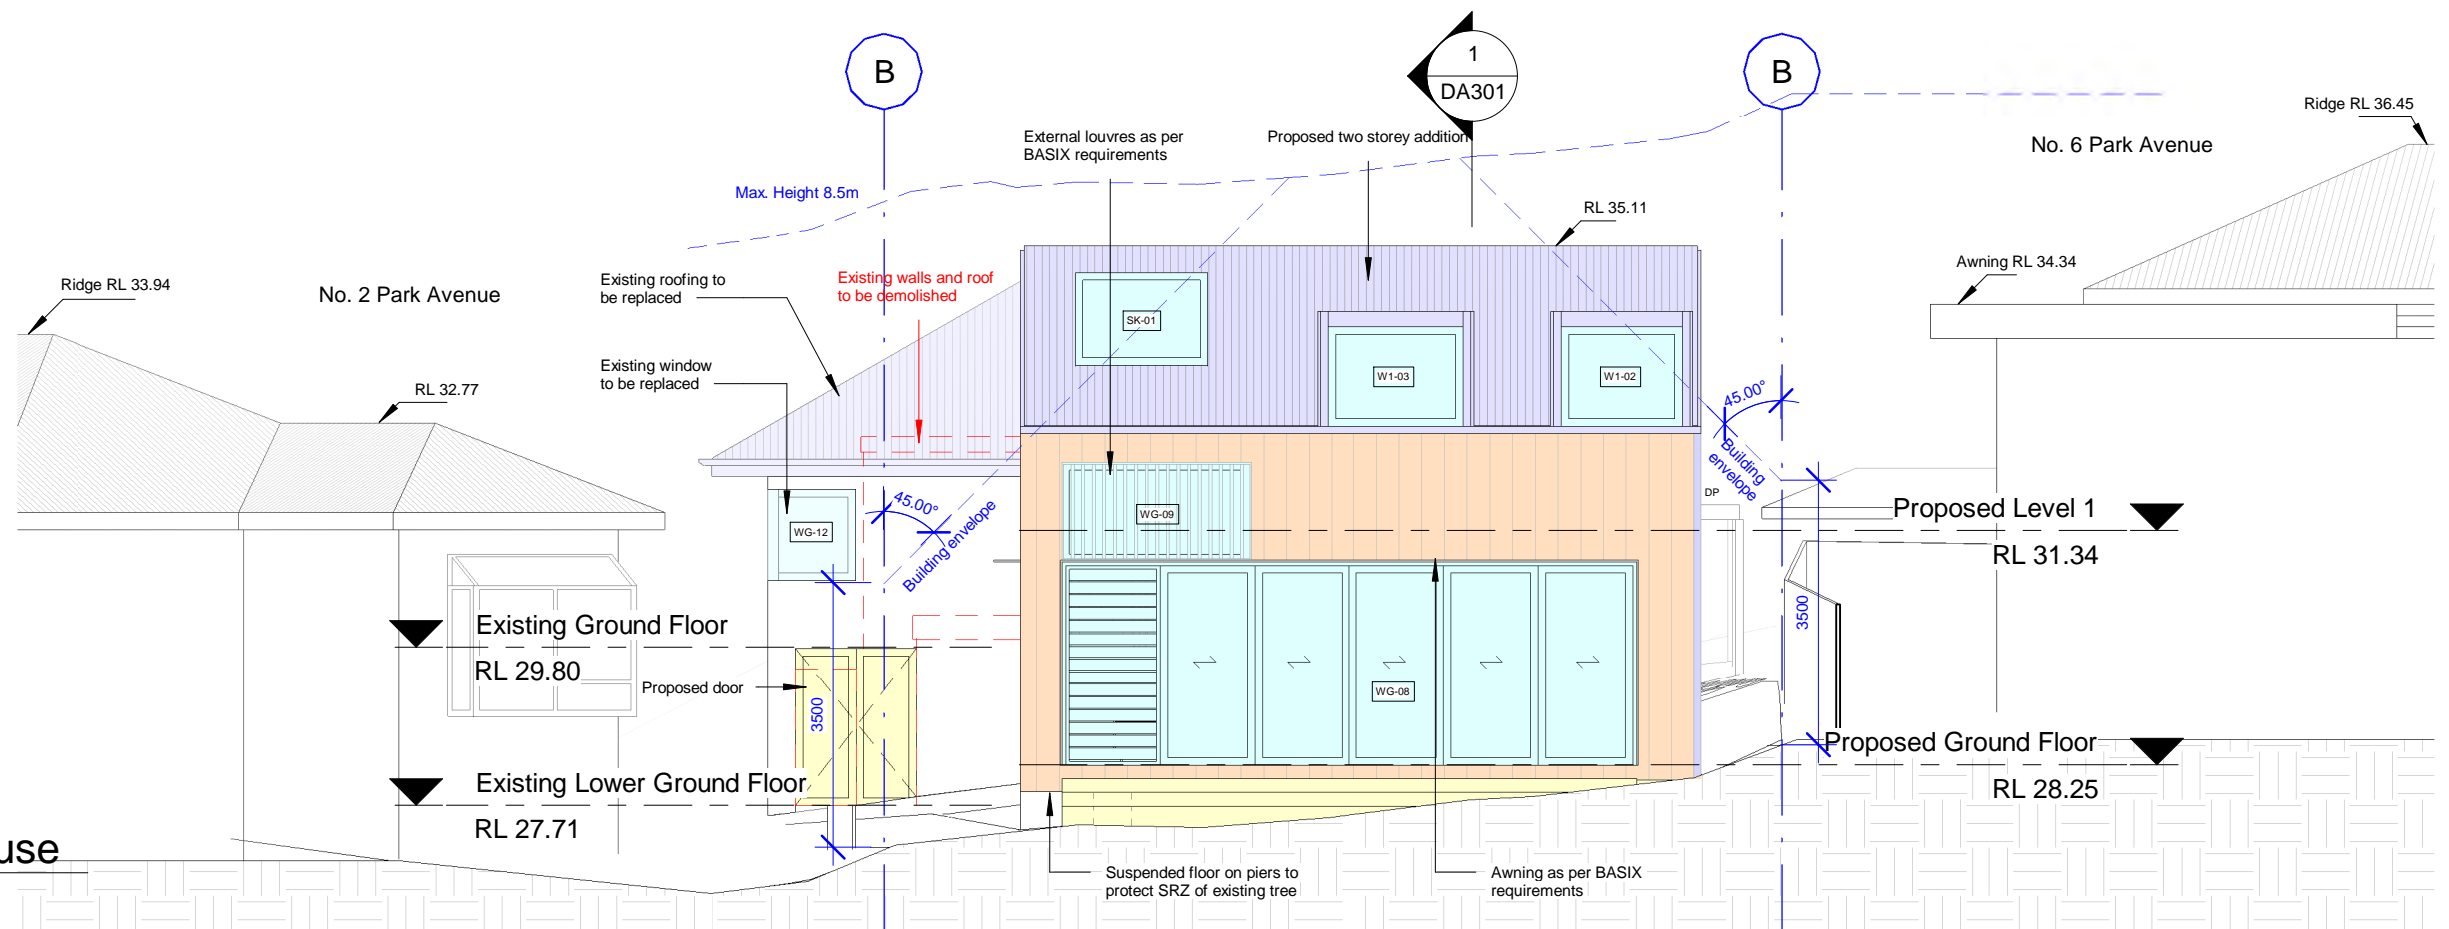 B
1
DA301
B
Ridge RL 36.45
No. 6 Park Avenue
External louvres as per
BASIX requirements
Proposed two storey addition
Max. Height 8.5m
RL 35.11
Awning RL 34.34
Ridge RL 33.94
No. 2 Park Avenue
Existing roofing to
be replaced
Existing walls and roof
to be demolished
SK-01
Existing window
to be replaced
RL 32.77
W1-03
W1-02
45.00°
Building
envelope
45.00°
Building envelope
DP
WG-09
WG-12
Proposed Level 1
RL 31.34
3500
Existing Ground Floor
RL 29.80
Proposed door
3500
WG-08
Proposed Ground Floor
RL 28.25
Existing Lower Ground Floor
RL 27.71
use
Suspended floor on piers to
protect SRZ of existing tree
Awning as per BASIX
requirements